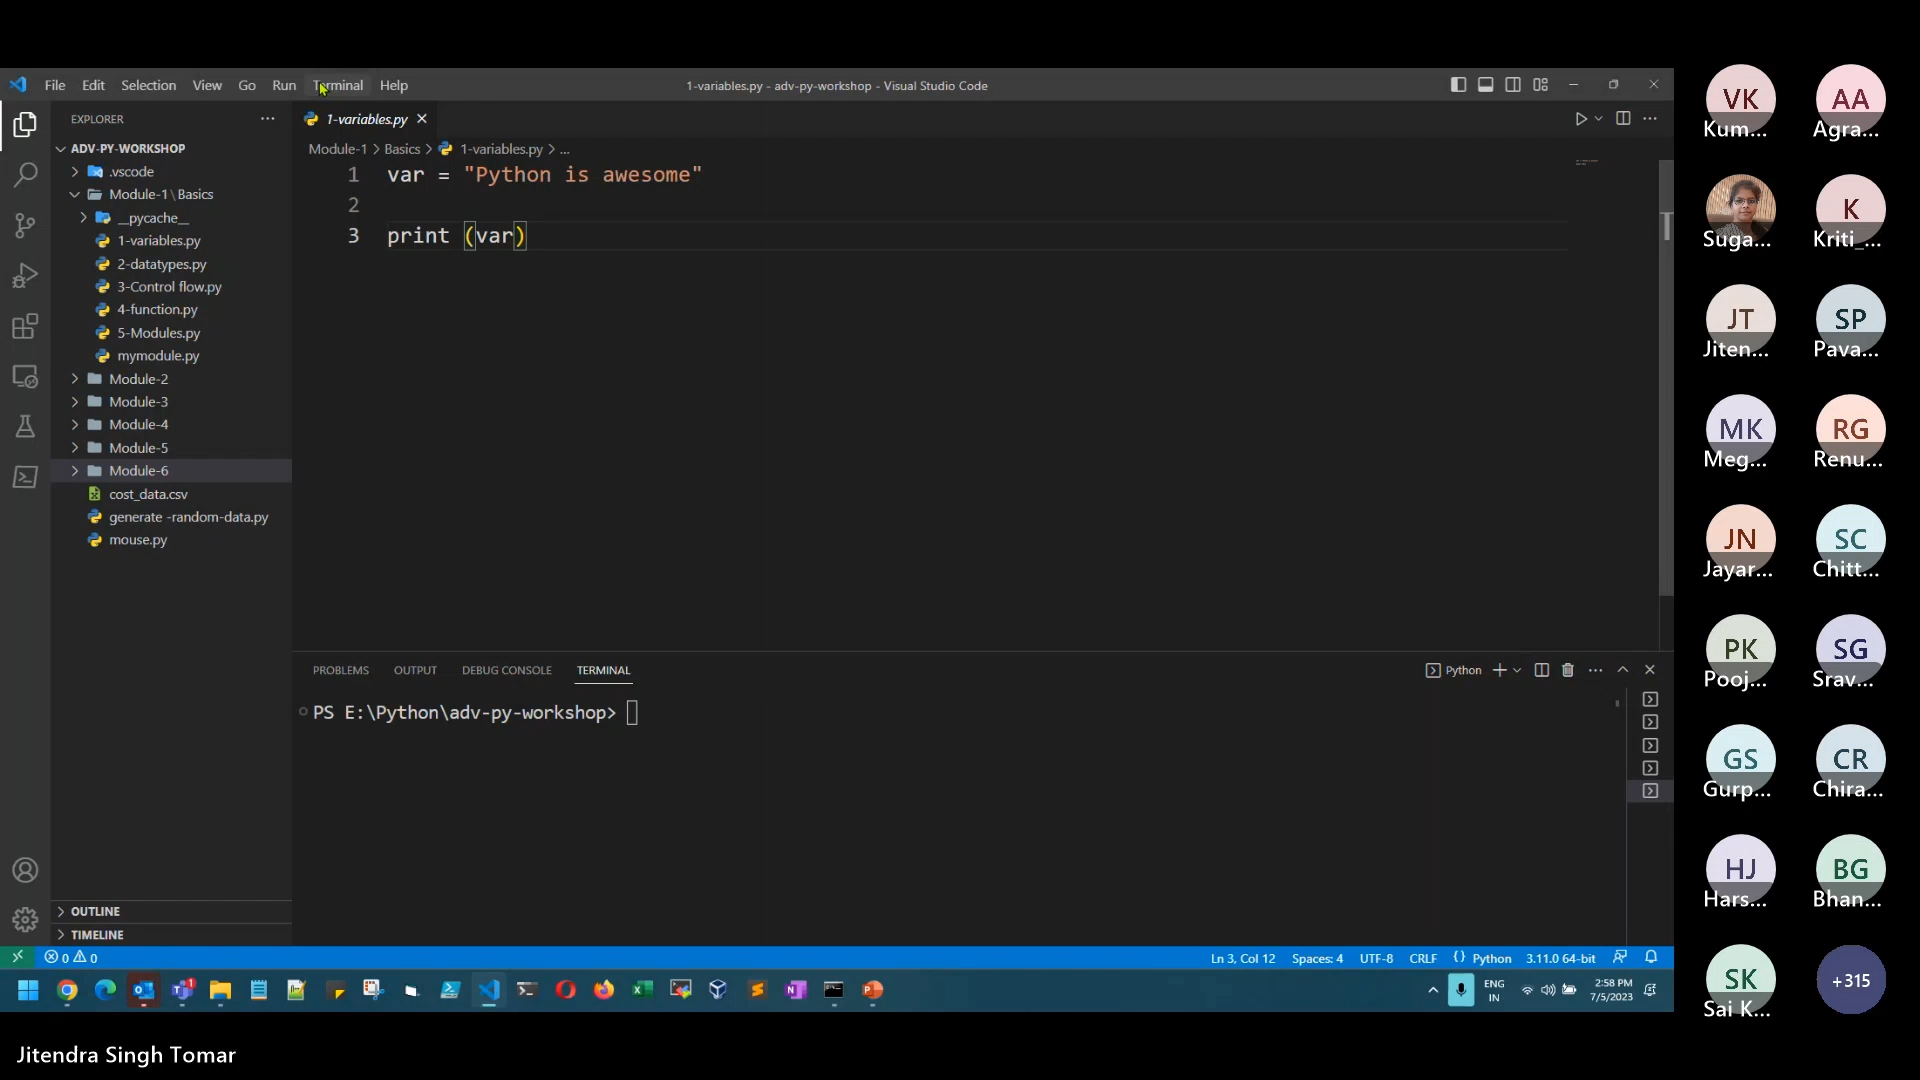 File Edit Selection View Go Run Terminal Help
1-variables.py - adv-py-workshop - Visual Studio Code
EXPLORER
ADV-PY-WORKSHOP
.vscode
Module-1\Basics
__pycache__
1-variables.py
2-datatypes.py
3-Control flow.py
4-function.py
5-Modules.py
mymodule.py
Module-2
Module-3
Module-4
Module-5
Module-6
cost_data.csv
generate -random-data.py
mouse.py
OUTLINE
TIMELINE
1-variables.py
Module-1 > Basics > 1-variables.py > ...
1 var = "Python is awesome"
2
3 print (var)
PROBLEMS OUTPUT DEBUG CONSOLE TERMINAL
Python
PS E:\Python\adv-py-workshop>
0 0
Ln 3, Col 12 Spaces: 4 UTF-8 CRLF {} Python 3.11.0 64-bit
ENG
IN
2:58 PM
7/5/2023
VK
Kum...
AA
Agra...
Suga...
K
Kriti_...
JT
Jiten...
SP
Pava...
MK
Meg...
RG
Renu...
JN
Jayar...
SC
Chitt...
PK
Pooj...
SG
Srav...
GS
Gurp...
CR
Chira...
HJ
Hars...
BG
Bhan...
SK
Sai K...
+315
Jitendra Singh Tomar